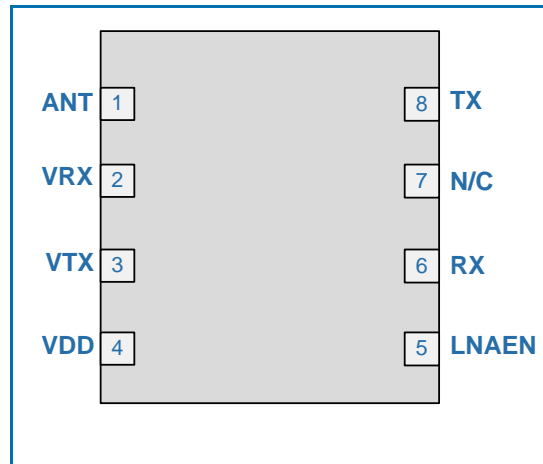 ANT 1 8 TX
VRX 2 7 N/C
VTX 3 6 RX
VDD 4 5 LNAEN